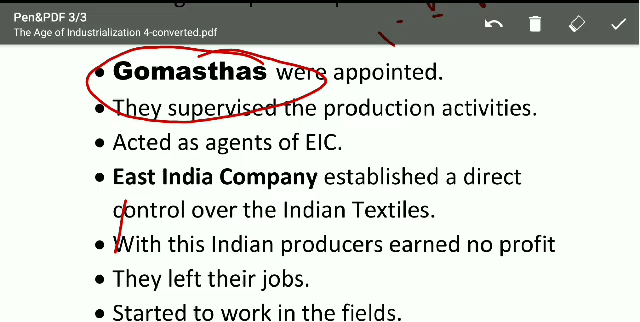 Pen&PDF 3/3
The Age of Industrialization 4-converted.pdf
• Gomasthas were appointed.
• They supervised the production activities.
• Acted as agents of EIC.
• East India Company established a direct
control over the Indian Textiles.
• With this Indian producers earned no profit
• They left their jobs.
• Started to work in the fields.